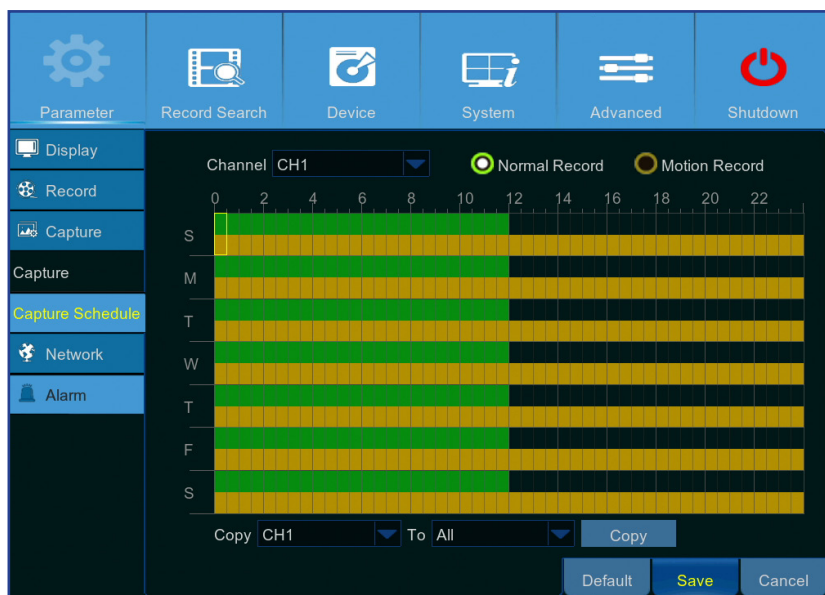 Parameter Record Search Device System Advanced Shutdown
Display
Record
Capture
Capture
Capture Schedule
Network
Alarm
Channel CH1 Normal Record Motion Record
0 2 4 6 8 10 12 14 16 18 20 22
S
M
T
W
T
F
S
Copy CH1 To All Copy
Default Save Cancel